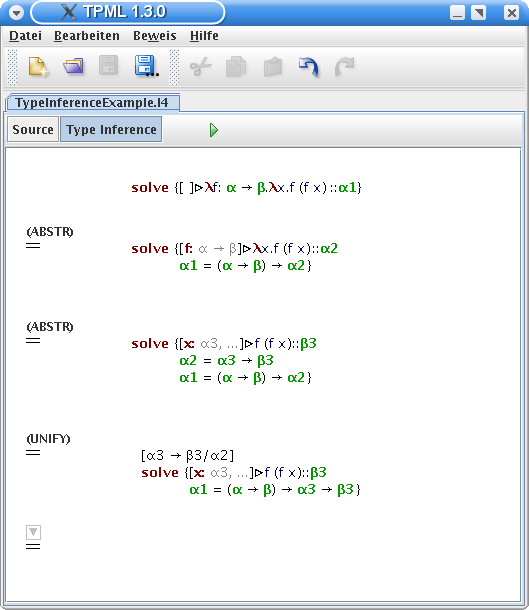 TPML 1.3.0
Datei Bearbeiten Beweis Hilfe
TypeInferenceExample.l4
Source Type Inference
solve {[ ]▷λf: α → β.λx.f (f x)::α1}
(ABSTR)
=
solve {[f: α → β]▷λx.f (f x)::α2
α1 = (α → β) → α2}
(ABSTR)
=
solve {[x: α3, ...]▷f (f x)::β3
α2 = α3 → β3
α1 = (α → β) → α2}
(UNIFY)
=
[α3 → β3/α2]
solve {[x: α3, ...]▷f (f x)::β3
α1 = (α → β) → α3 → β3}
=